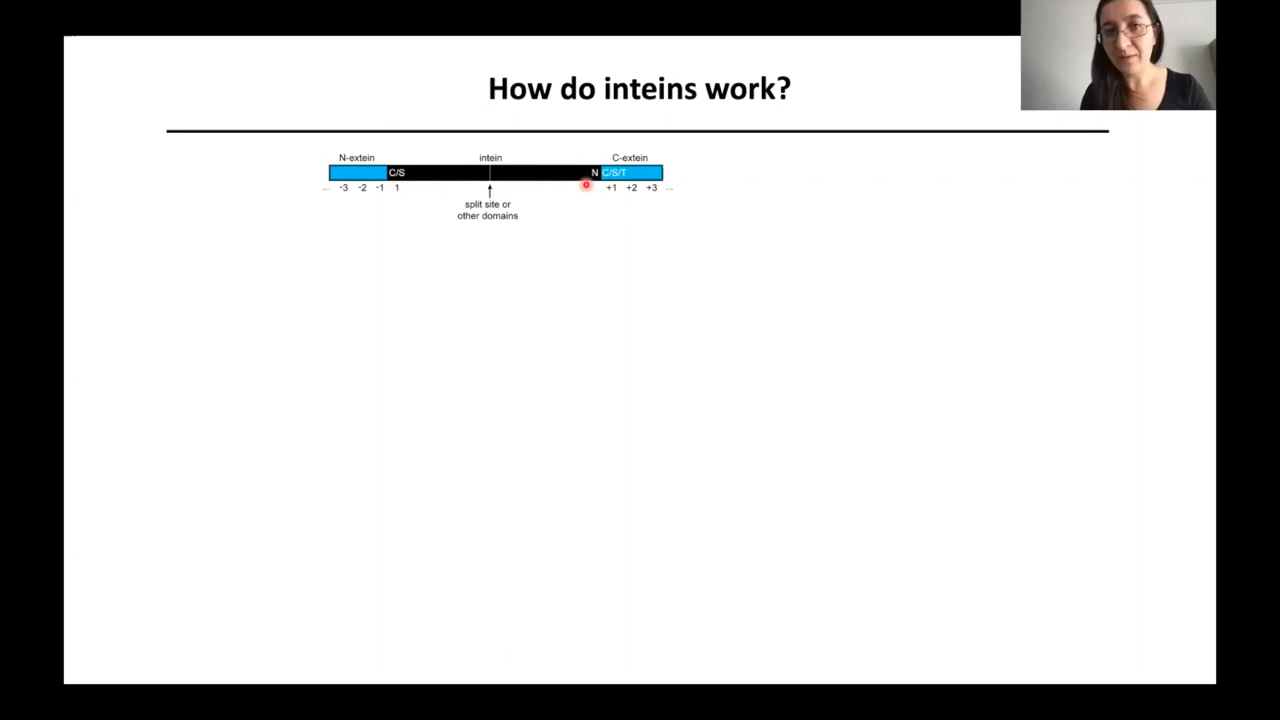 How do inteins work?
N-extein intein C-extein
C/S N C/S/T
... -3 -2 -1 1 +1 +2 +3 ...
split site or
other domains